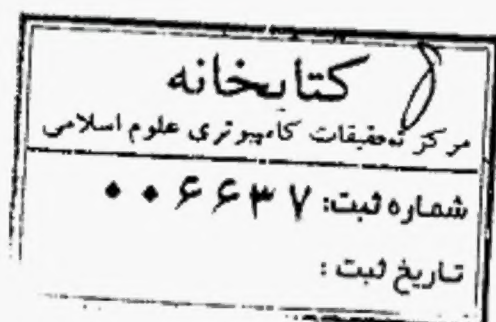 کتابخانه
مرکز تحقیقات کامپیوتری علوم اسلامی
شماره ثبت: ۰۰۶۶۳۷
تاریخ ثبت :